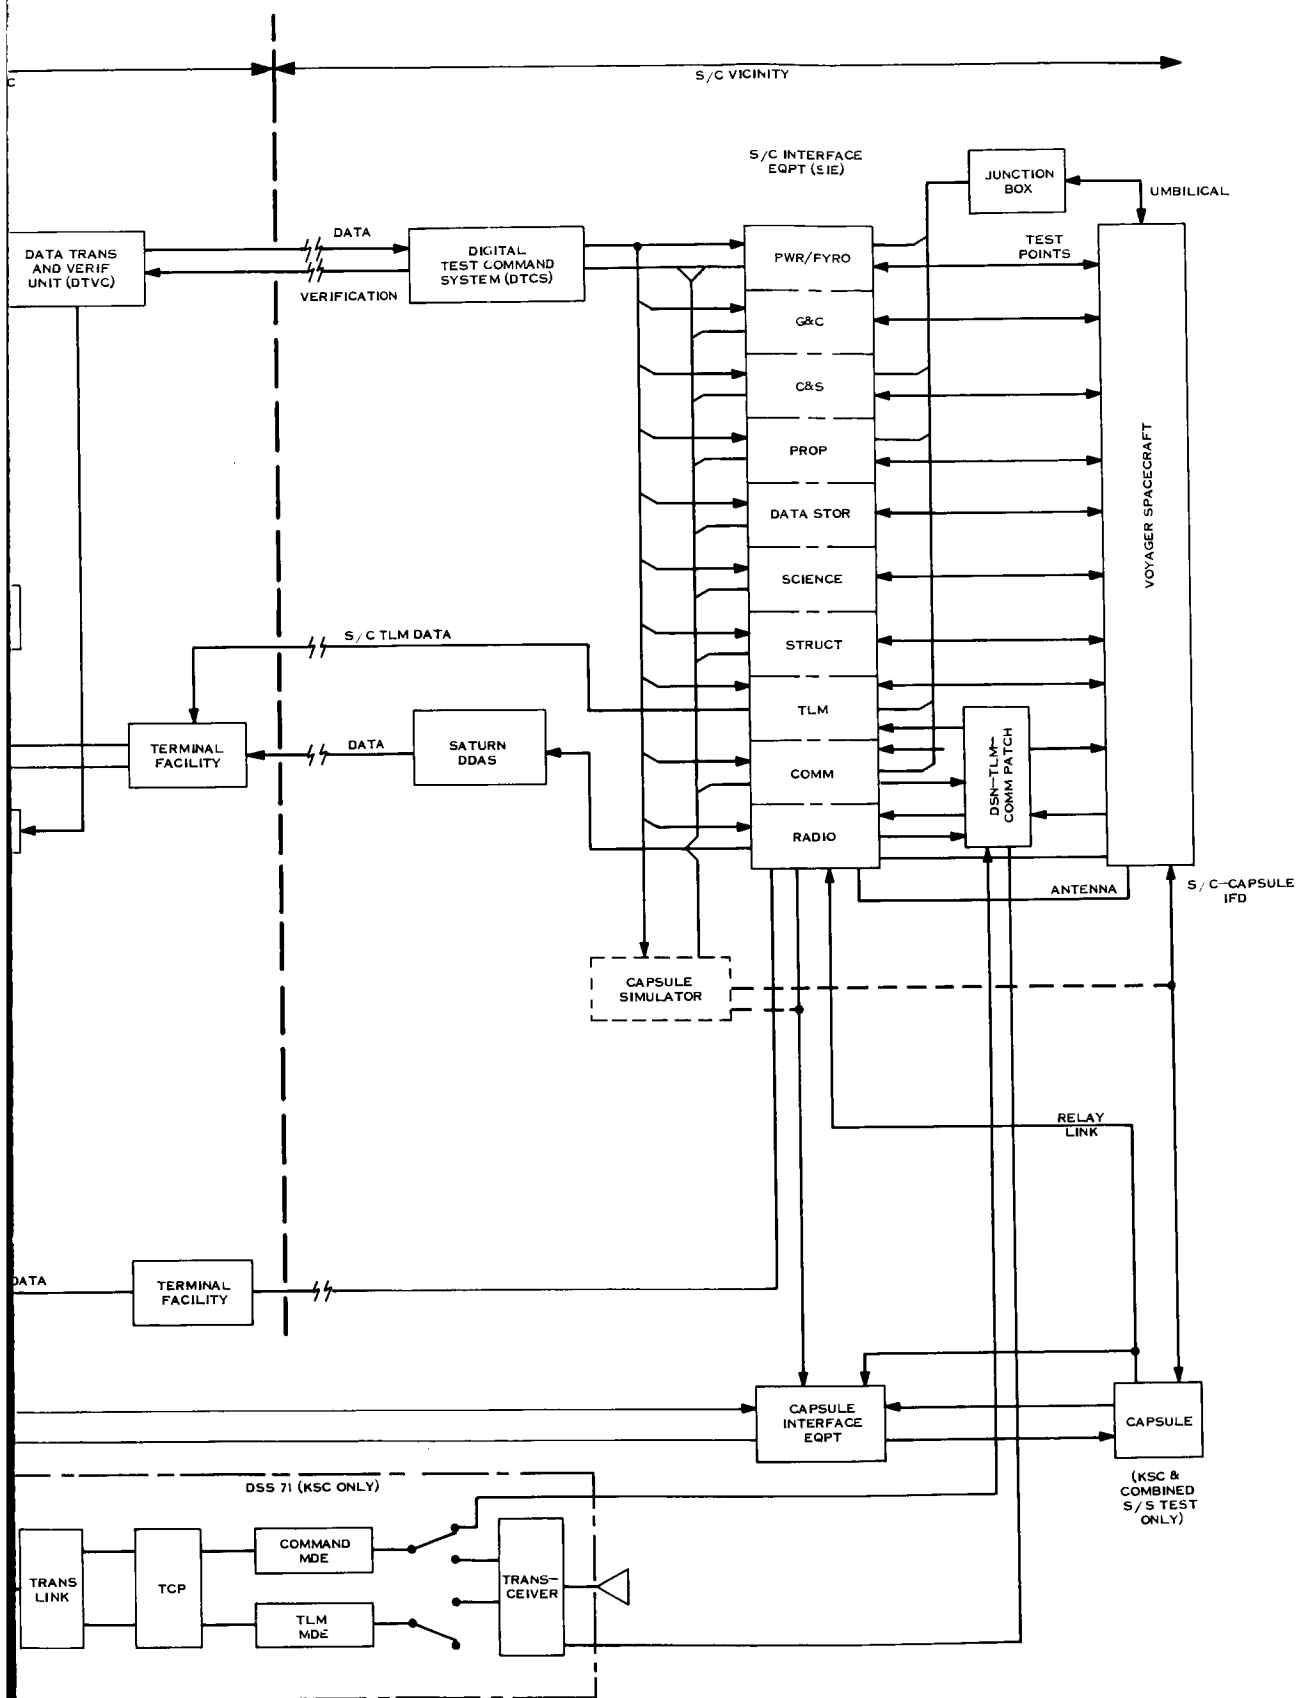 C
S/C VICINITY
S/C INTERFACE
EQPT (SIE)
JUNCTION
BOX
UMBILICAL
DATA TRANS
AND VERIF
UNIT (DTVC)
DATA
VERIFICATION
DIGITAL
TEST COMMAND
SYSTEM (DTCS)
PWR/FYRO
TEST
POINTS
G&C
C&S
PROP
DATA STOR
SCIENCE
STRUCT
TLM
COMM
RADIO
VOYAGER SPACECRAFT
S/C TLM DATA
TERMINAL
FACILITY
DATA
SATURN
DDAS
DSN-TLM-
COMM PATCH
ANTENNA
S/C-CAPSULE
IFD
CAPSULE
SIMULATOR
RELAY
LINK
DATA
TERMINAL
FACILITY
CAPSULE
INTERFACE
EQPT
CAPSULE
(KSC &
COMBINED
S/S TEST
ONLY)
DSS 71 (KSC ONLY)
TRANS
LINK
TCP
COMMAND
MDE
TLM
MDE
TRANS-
CEIVER